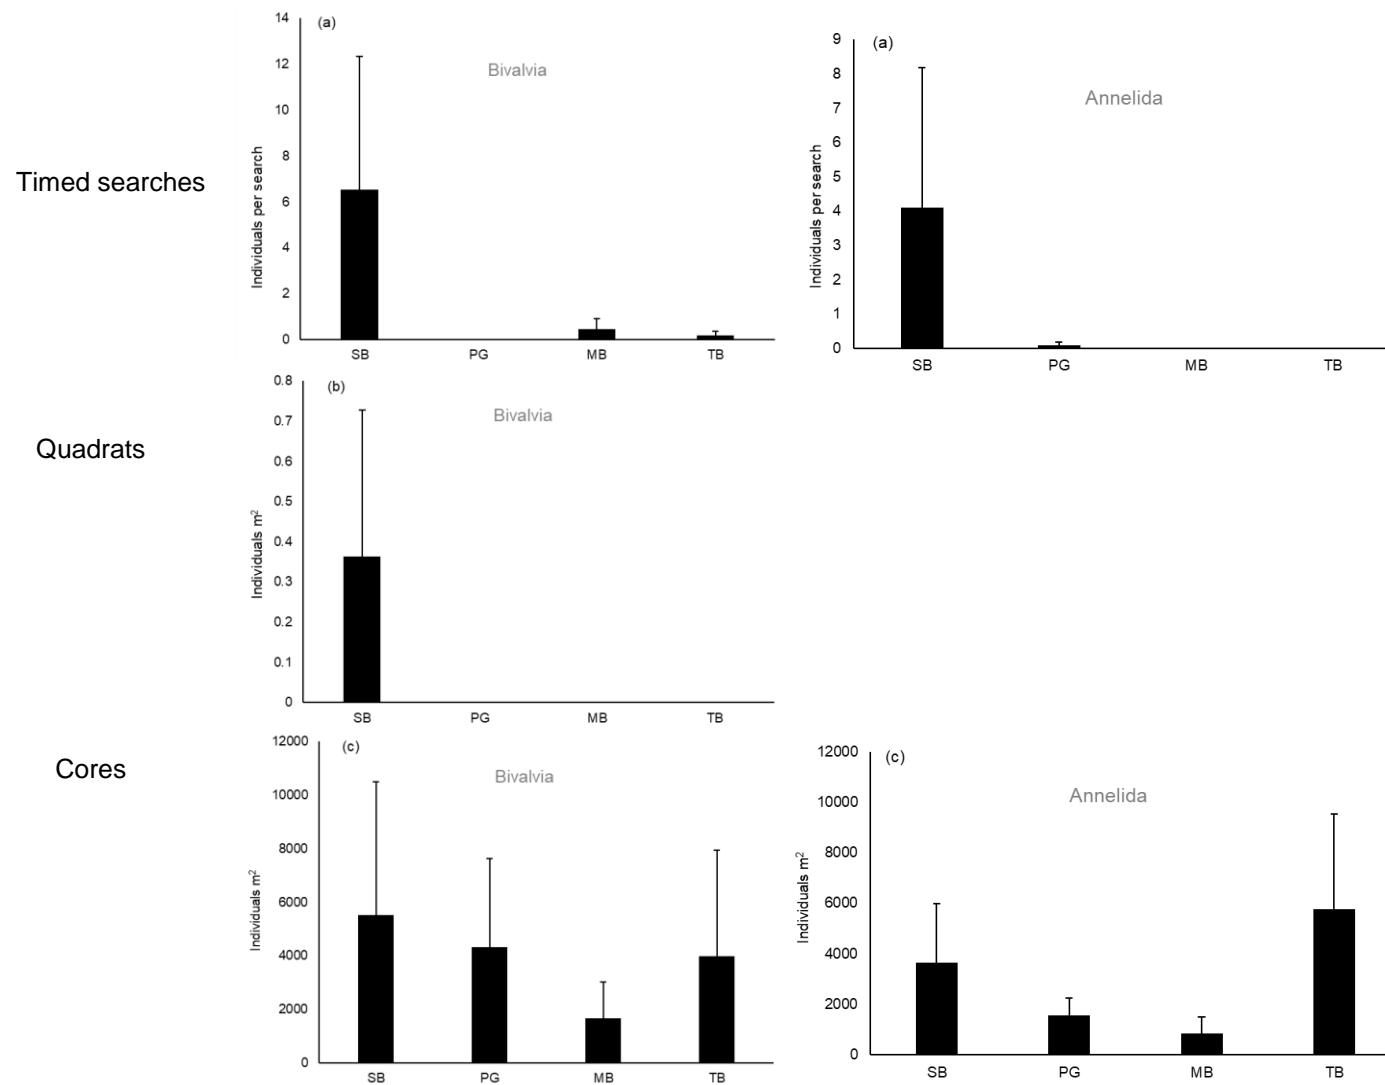 Timed searches
(a)
Bivalvia
Individuals per search
14
12
10
8
6
4
2
0
SB PG MB TB
(a)
Annelida
Individuals per search
9
8
7
6
5
4
3
2
1
0
SB PG MB TB
Quadrats
(b)
Bivalvia
Individuals m²
0.8
0.7
0.6
0.5
0.4
0.3
0.2
0.1
0
SB PG MB TB
Cores
(c)
Bivalvia
Individuals m²
12000
10000
8000
6000
4000
2000
0
SB PG MB TB
(c)
Annelida
Individuals m²
12000
10000
8000
6000
4000
2000
0
SB PG MB TB